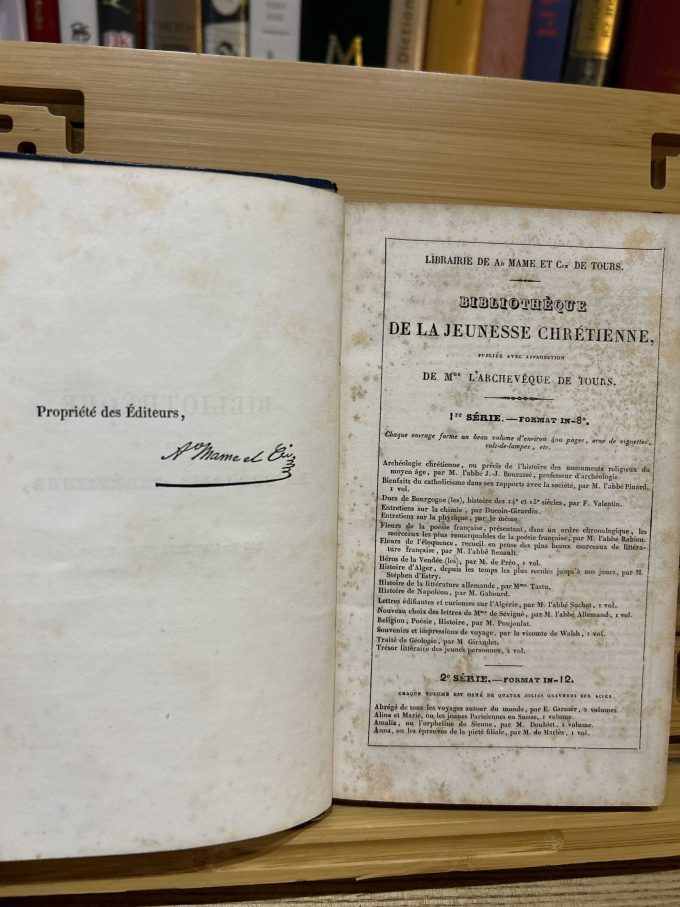 Dictio
Art
M
Propriété des Éditeurs,
Ad Mame et Cie
LIBRAIRIE DE AD MAME ET CIE DE TOURS.
BIBLIOTHÈQUE
DE LA JEUNESSE CHRÉTIENNE,
PUBLIÉE AVEC APPROBATION
DE MGR L'ARCHEVÊQUE DE TOURS.
1re SÉRIE.—FORMAT IN-8o.
Chaque ouvrage forme un beau volume d'environ 400 pages, orné de vignettes,
culs-de-lampes, etc.
Archéologie chrétienne, ou précis de l'histoire des monuments religieux du
moyen âge, par M. l'abbé J.-J. Bourassé, professeur d'archéologie.
Bienfaits du catholicisme dans ses rapports avec la société, par M. l'abbé Pinard,
1 vol.
Ducs de Bourgogne (les), histoire des 14e et 15e siècles, par F. Valentin.
Entretiens sur la chimie, par Ducoin-Girardin.
Entretiens sur la physique, par le même.
Fleurs de la poésie française, présentant, dans un ordre chronologique, les
morceaux les plus remarquables de la poésie française, par M. l'abbé Rabion.
Fleurs de l'éloquence, recueil en prose des plus beaux morceaux de littéra-
ture française, par M. l'abbé Renault.
Héros de la Vendée (les), par M. de Préo, 1 vol.
Histoire d'Alger, depuis les temps les plus reculés jusqu'à nos jours, par M.
Stéphen d'Estry.
Histoire de la littérature allemande, par Mme Tastu.
Histoire de Napoléon, par M. Gabourd.
Lettres édifiantes et curieuses sur l'Algérie, par M. l'abbé Suchet, 1 vol.
Nouveau choix des lettres de Mme de Sévigné, par M. l'abbé Allemand, 1 vol.
Religion; Poésie, Histoire, par M. Poujoulat.
Souvenirs et impressions de voyage, par le vicomte de Walsh, 1 vol.
Traité de Géologie, par M Giraudet.
Trésor littéraire des jeunes personnes, 1 vol.
2e SÉRIE.—FORMAT IN-12.
CHAQUE VOLUME EST ORNÉ DE QUATRE JOLIES GRAVURES SUR ACIER.
Abrégé de tous les voyages autour du monde, par E. Garnier, 2 volumes
Aline et Marie, ou les jeunes Parisiennes en Suisse, 1 volume.
Amalia, ou l'orpheline de Sienne, par M. Doublet, 1 volume.
Anna, ou les épreuves de la piété filiale, par M. de Marlès, 1 vol.